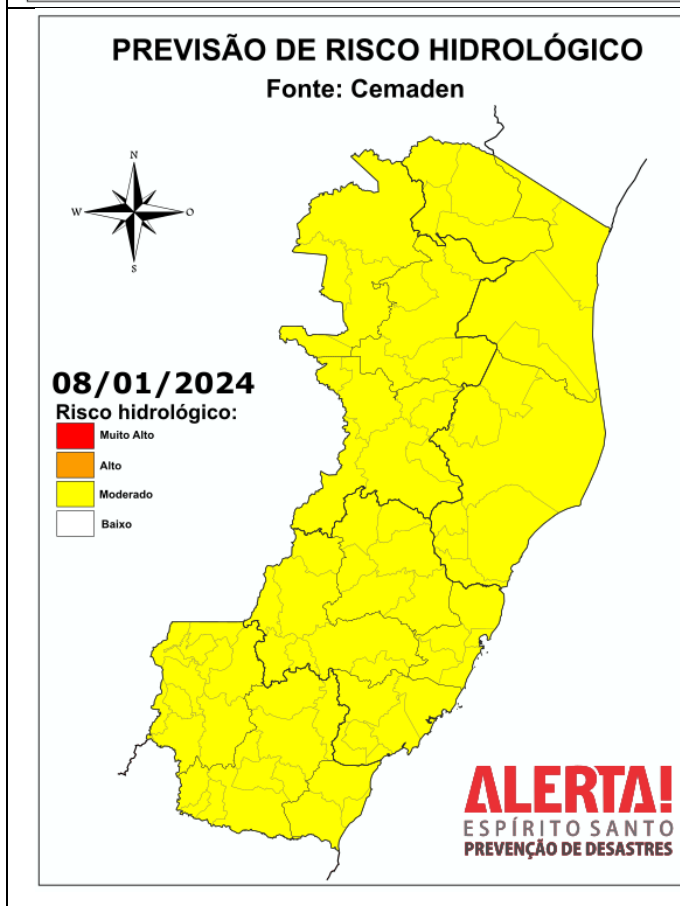 PREVISÃO DE RISCO HIDROLÓGICO
Fonte: Cemaden
N
W
O
S
08/01/2024
Risco hidrológico:
Muito Alto
Alto
Moderado
Baixo
ALERTA!
ESPÍRITO SANTO
PREVENÇÃO DE DESASTRES